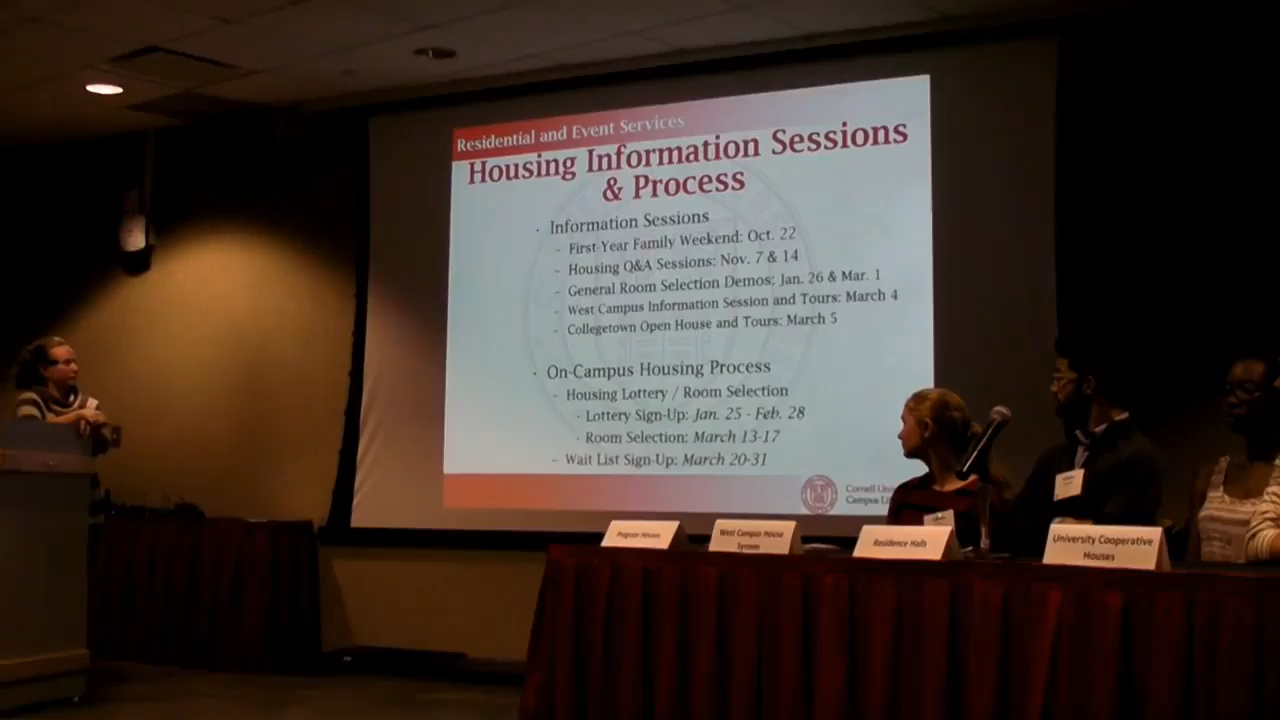 Residential and Event Services
Housing Information Sessions
& Process
· Information Sessions
- First-Year Family Weekend: Oct. 22
- Housing Q&A Sessions: Nov. 7 & 14
- General Room Selection Demos: Jan. 26 & Mar. 1
- West Campus Information Session and Tours: March 4
- Collegetown Open House and Tours: March 5
· On-Campus Housing Process
- Housing Lottery / Room Selection
· Lottery Sign-Up: Jan. 25 - Feb. 28
· Room Selection: March 13-17
- Wait List Sign-Up: March 20-31
Cornell
Campus
Program Houses
West Campus House
System
Residence Halls
University Cooperative
Houses